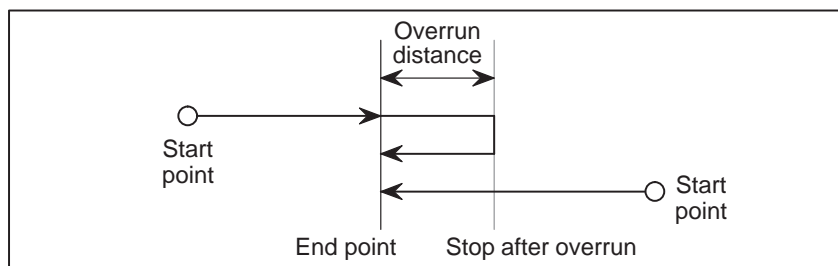 Overrun
distance
Start
point
Start
point
End point
Stop after overrun